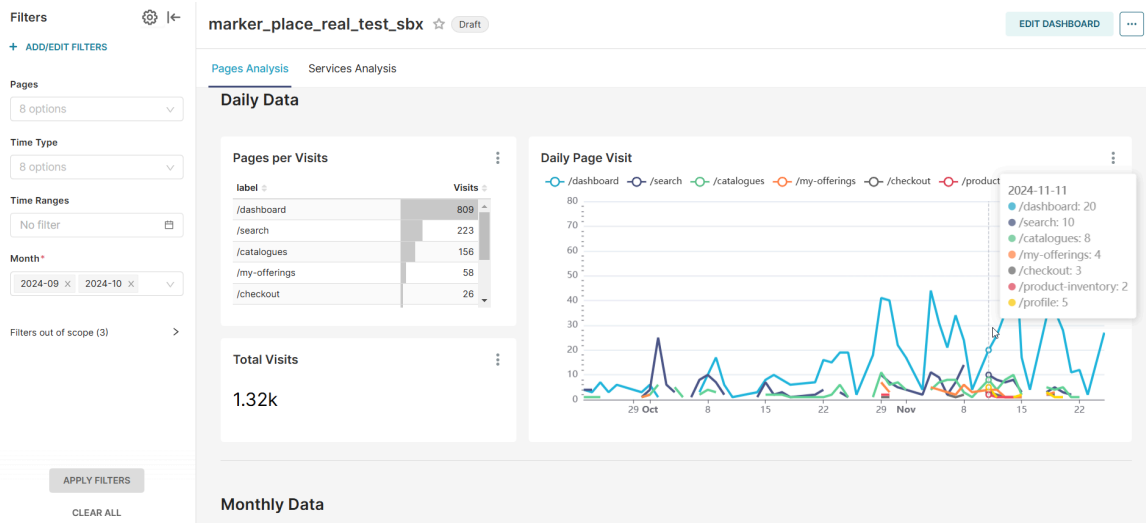 Filters
+ ADD/EDIT FILTERS
Pages
8 options
Time Type
8 options
Time Ranges
No filter
Month*
2024-09 × 2024-10 ×
Filters out of scope (3)
APPLY FILTERS
CLEAR ALL
marker_place_real_test_sbx Draft
EDIT DASHBOARD
Pages Analysis Services Analysis
Daily Data
Pages per Visits
label Visits
/dashboard 809
/search 223
/catalogues 156
/my-offerings 58
/checkout 26
Total Visits
1.32k
Daily Page Visit
/dashboard /search /catalogues /my-offerings /checkout /product
80
70
60
50
40
30
20
10
0
29 Oct 8 15 22 29 Nov 8 15 22
2024-11-11
/dashboard: 20
/search: 10
/catalogues: 8
/my-offerings: 4
/checkout: 3
/product-inventory: 2
/profile: 5
Monthly Data